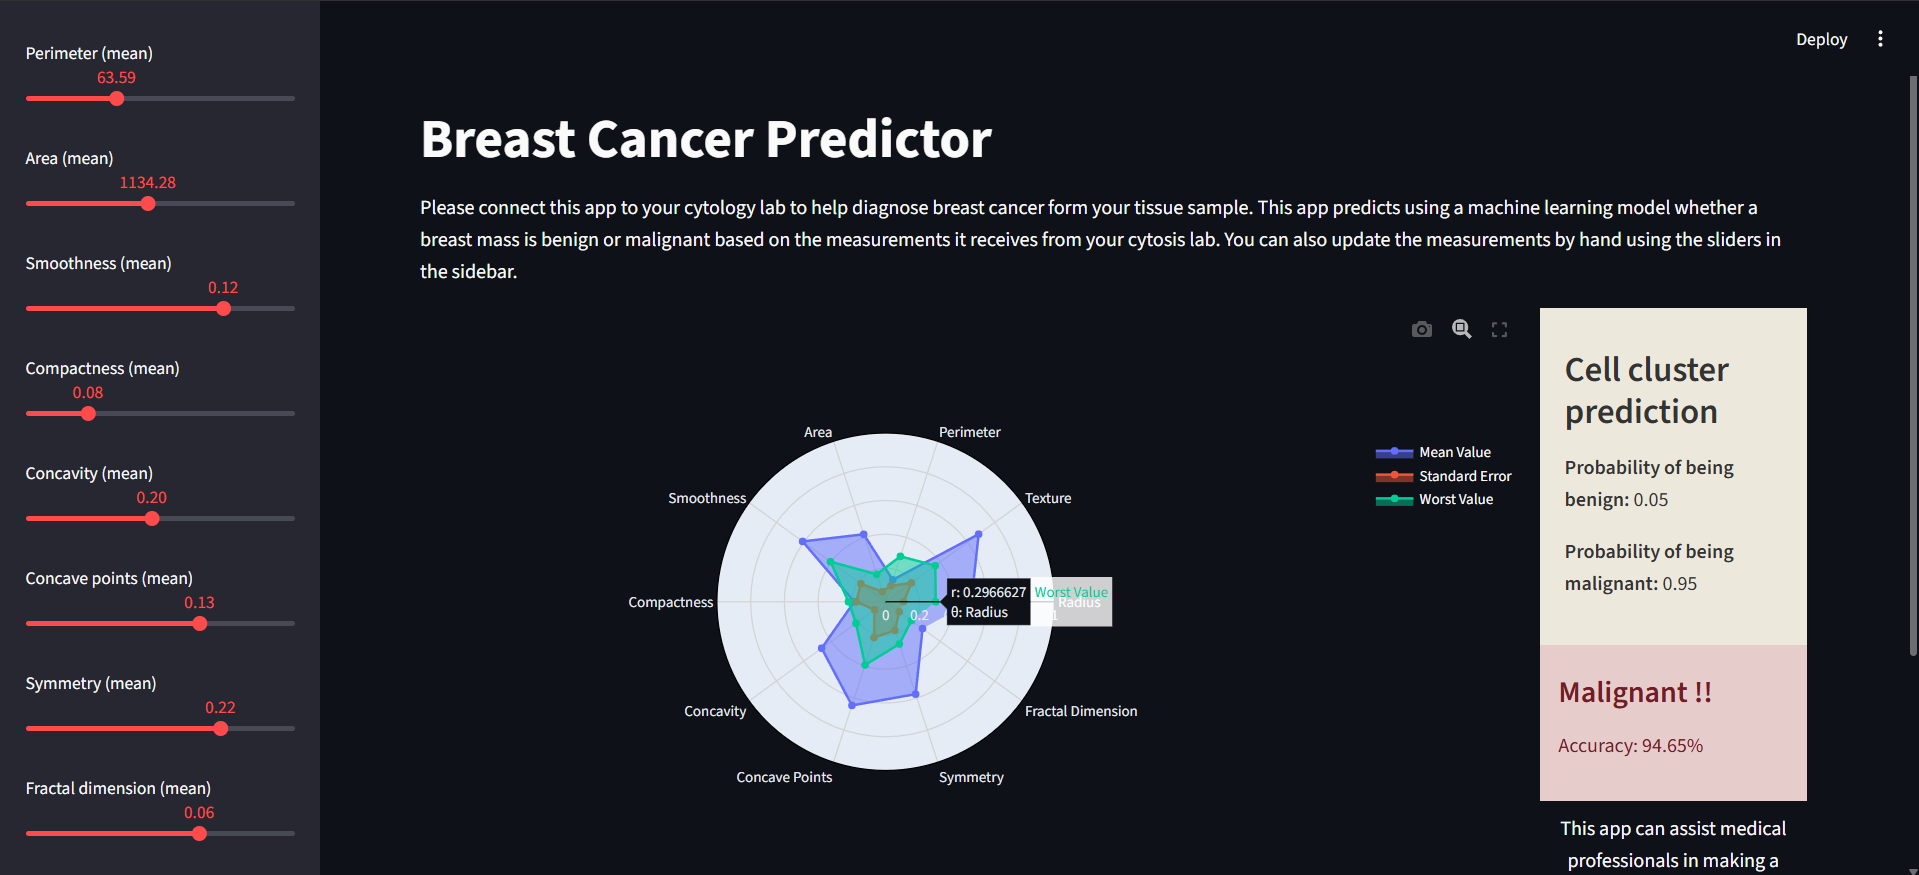 Perimeter (mean)
63.59
Area (mean)
1134.28
Smoothness (mean)
0.12
Compactness (mean)
0.08
Concavity (mean)
0.20
Concave points (mean)
0.13
Symmetry (mean)
0.22
Fractal dimension (mean)
0.06
Deploy
Breast Cancer Predictor
Please connect this app to your cytology lab to help diagnose breast cancer form your tissue sample. This app predicts using a machine learning model whether a
breast mass is benign or malignant based on the measurements it receives from your cytosis lab. You can also update the measurements by hand using the sliders in
the sidebar.
Area
Perimeter
Smoothness
Texture
Compactness
0
0.2
r: 0.2966627
θ: Radius
Worst Value
Radius
1
Concavity
Fractal Dimension
Concave Points
Symmetry
Mean Value
Standard Error
Worst Value
Cell cluster
prediction
Probability of being
benign: 0.05
Probability of being
malignant: 0.95
Malignant !!
Accuracy: 94.65%
This app can assist medical
professionals in making a